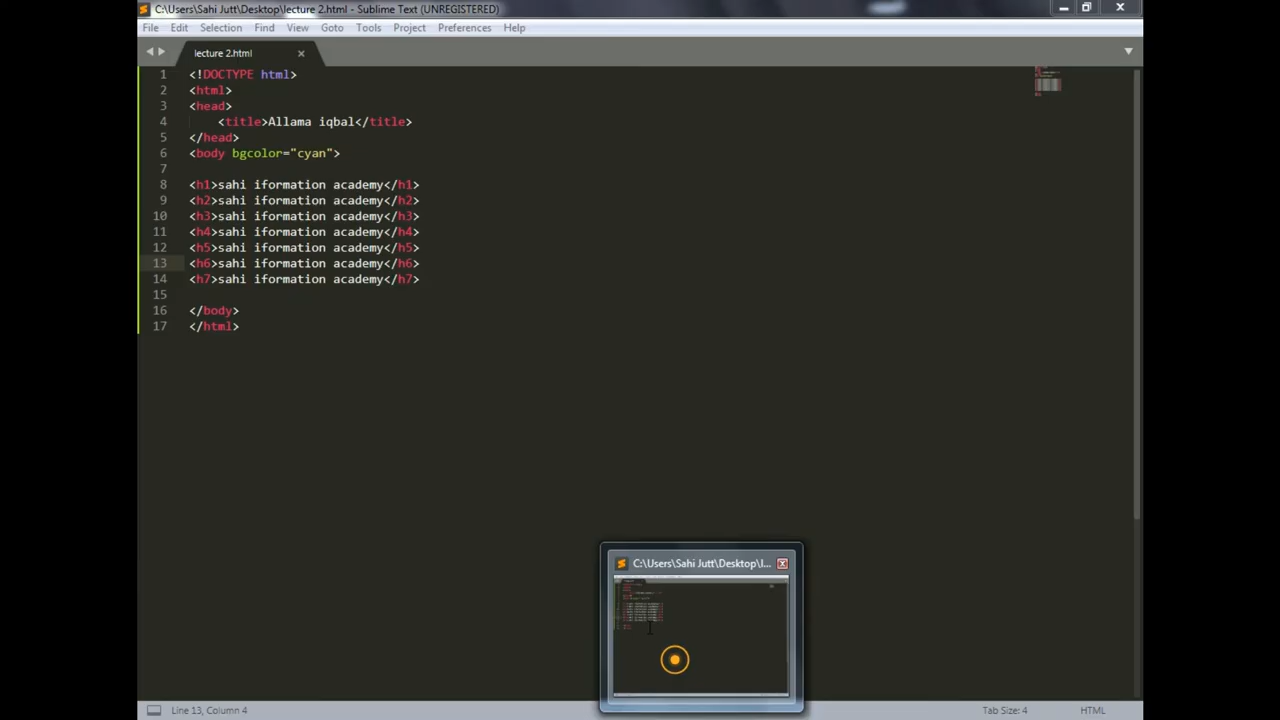 C:\Users\Sahi Jutt\Desktop\lecture 2.html - Sublime Text (UNREGISTERED)
File Edit Selection Find View Goto Tools Project Preferences Help
lecture 2.html
1 <!DOCTYPE html>
2 <html>
3 <head>
4 <title>Allama iqbal</title>
5 </head>
6 <body bgcolor="cyan">
7
8 <h1>sahi iformation academy</h1>
9 <h2>sahi iformation academy</h2>
10 <h3>sahi iformation academy</h3>
11 <h4>sahi iformation academy</h4>
12 <h5>sahi iformation academy</h5>
13 <h6>sahi iformation academy</h6>
14 <h7>sahi iformation academy</h7>
15
16 </body>
17 </html>
C:\Users\Sahi Jutt\Desktop\l...
Line 13, Column 4 Tab Size: 4 HTML